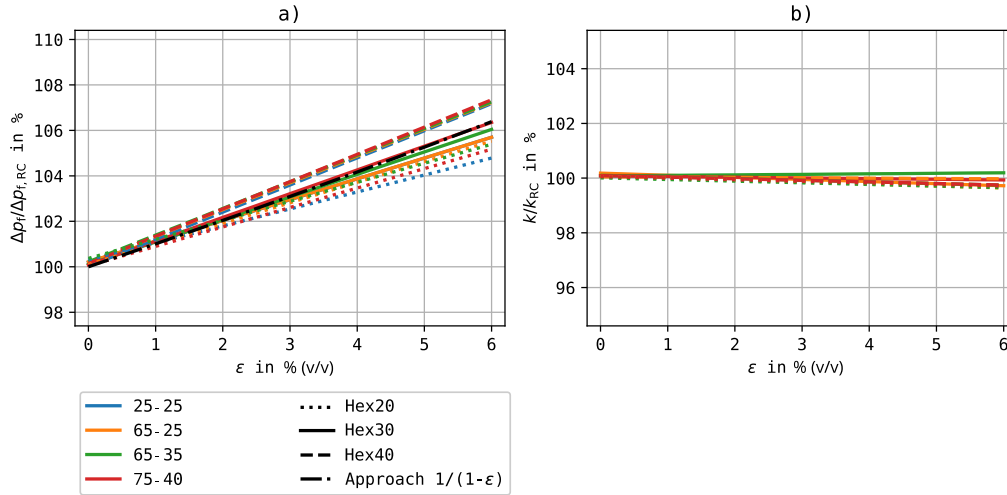 a)
110
108
106
104
102
100
98
Δp_f/Δp_f, RC in %
0 1 2 3 4 5 6
ε in % (v/v)
b)
104
102
100
98
96
k/k_RC in %
0 1 2 3 4 5 6
ε in % (v/v)
25-25
65-25
65-35
75-40
Hex20
Hex30
Hex40
Approach 1/(1-ε)